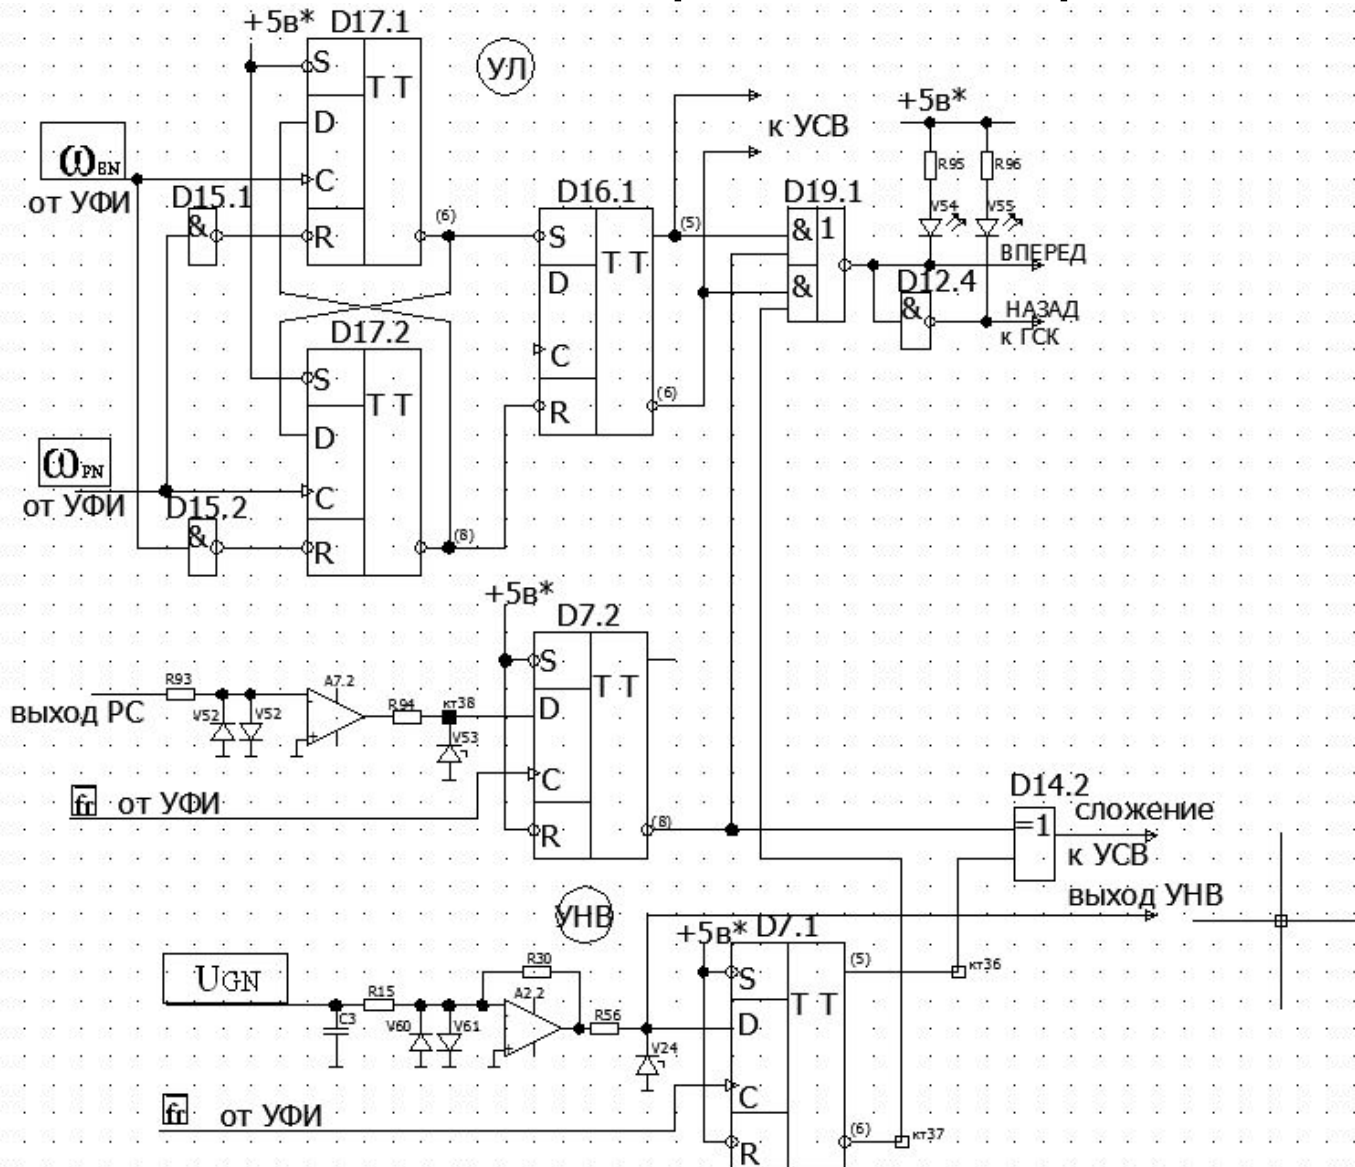 +5в* D17.1
S
T T
D
C
R
(6)
УЛ
ωBN
от УФИ
D15.1
&
D17.2
S
T T
D
C
R
(8)
ωPN
от УФИ
D15.2
&
D16.1
S
T T
D
C
R
(5)
(6)
к УСВ
D19.1
& 1
&
+5в*
R95
R96
V54
V55
ВПЕРЕД
D12.4
&
НАЗАД
к ГСК
+5в*
D7.2
S
T T
D
C
R
(8)
R93
выход РС
V52
V52
A7.2
+
R94
кт38
V53
fr от УФИ
D14.2
=1
сложение
к УСВ
выход УНВ
УНВ
+5в* D7.1
S
T T
D
C
R
(5)
кт36
(6)
кт37
UGN
C3
R15
V60
V61
R30
A2.2
+
R56
V24
fr от УФИ